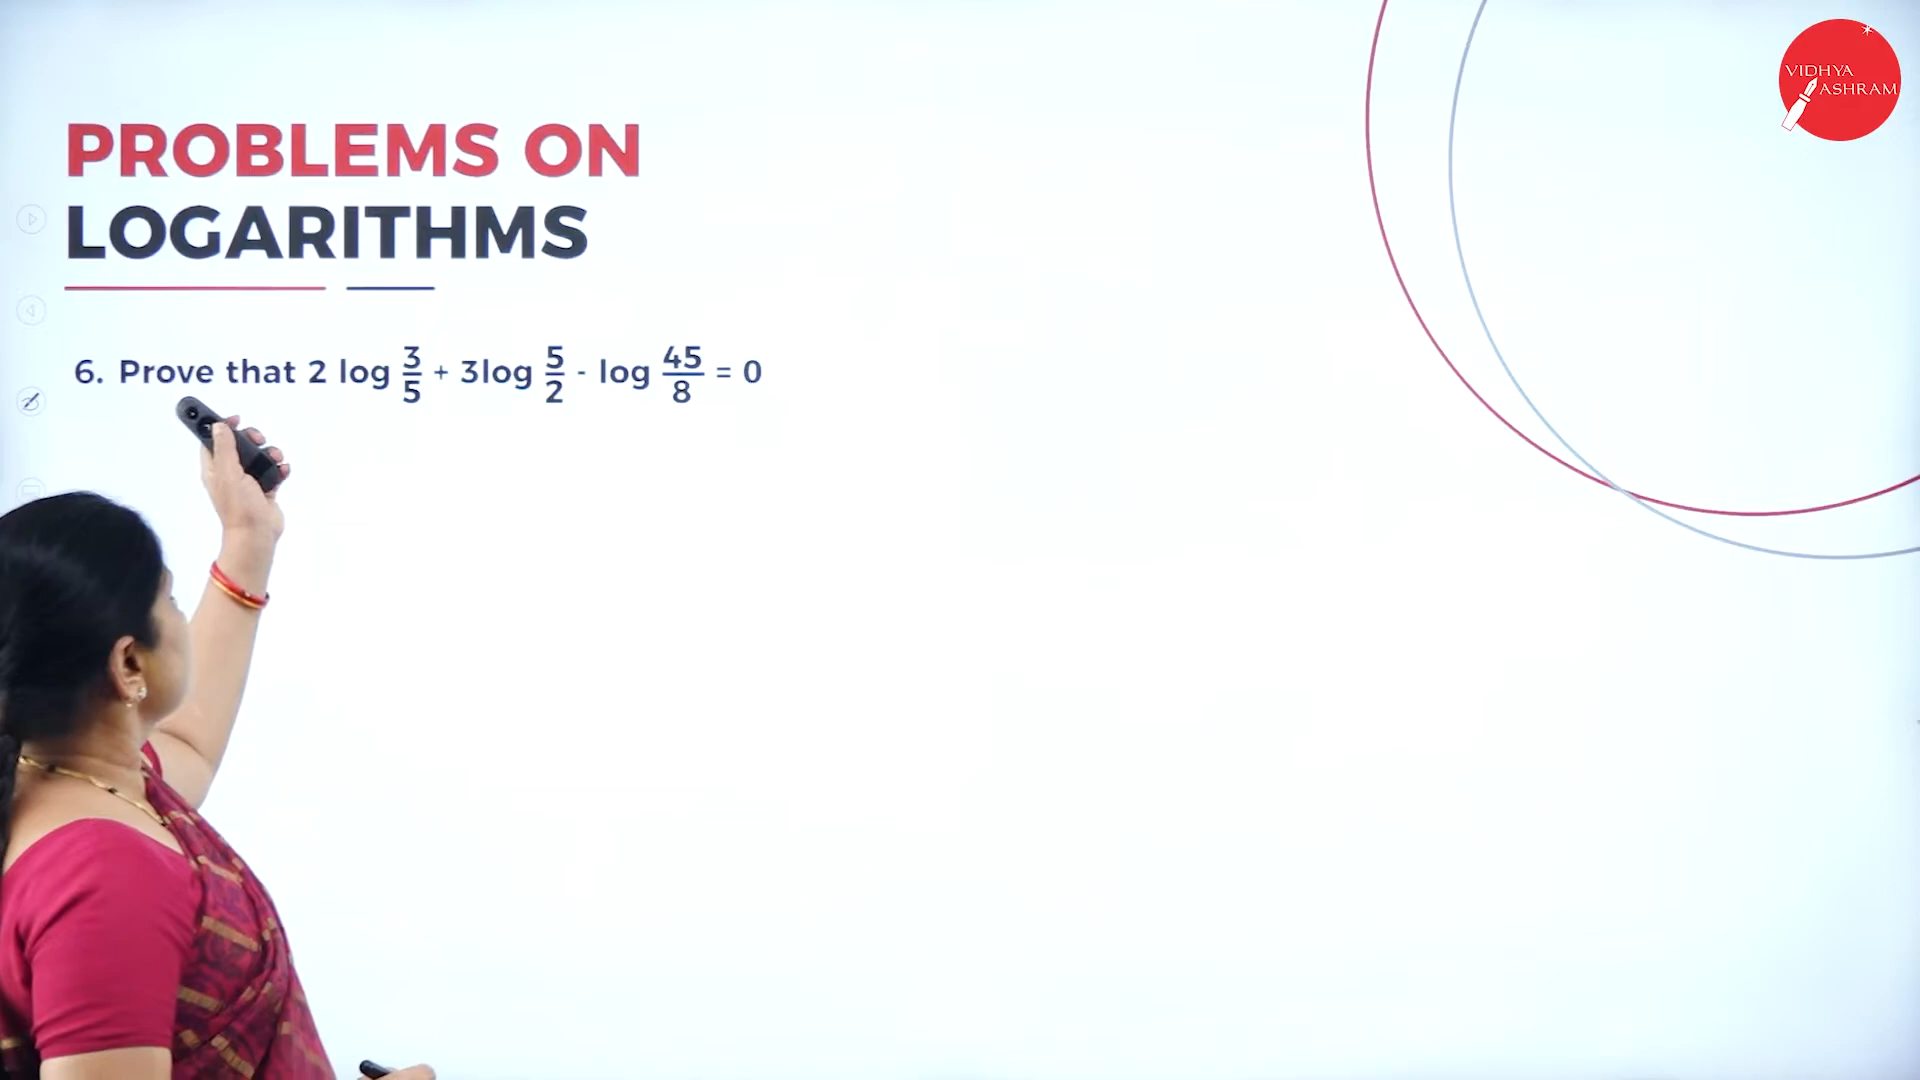 VIDHYA
ASHRAM
PROBLEMS ON
LOGARITHMS
6. Prove that 2 log 3/5 + 3log 5/2 - log 45/8 = 0